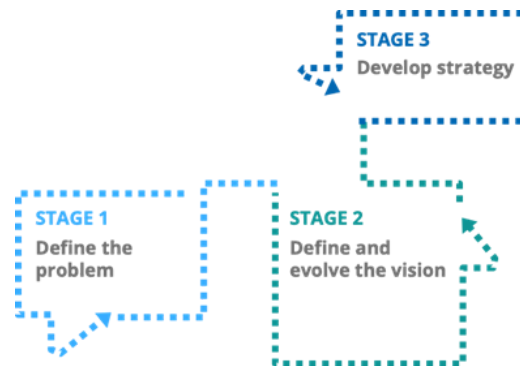 STAGE 3
Develop strategy
STAGE 1
Define the
problem
STAGE 2
Define and
evolve the vision